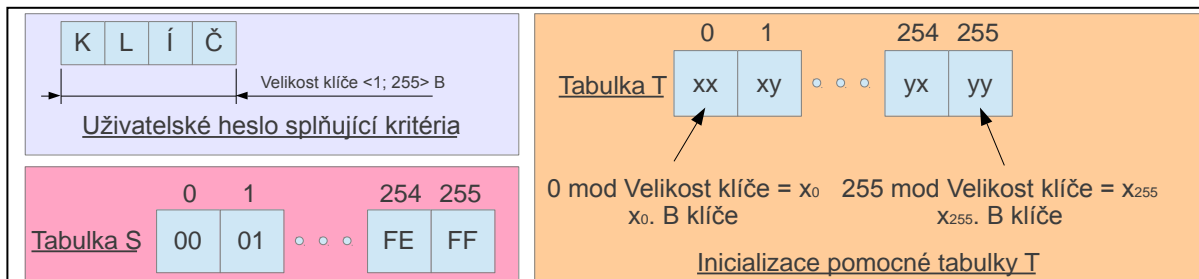 K L Í Č
Velikost klíče <1; 255> B
Uživatelské heslo splňující kritéria
0 1 254 255
Tabulka S 00 01 FE FF
0 1 254 255
Tabulka T xx xy yx yy
0 mod Velikost klíče = x0 255 mod Velikost klíče = x255
x0. B klíče x255. B klíče
Inicializace pomocné tabulky T